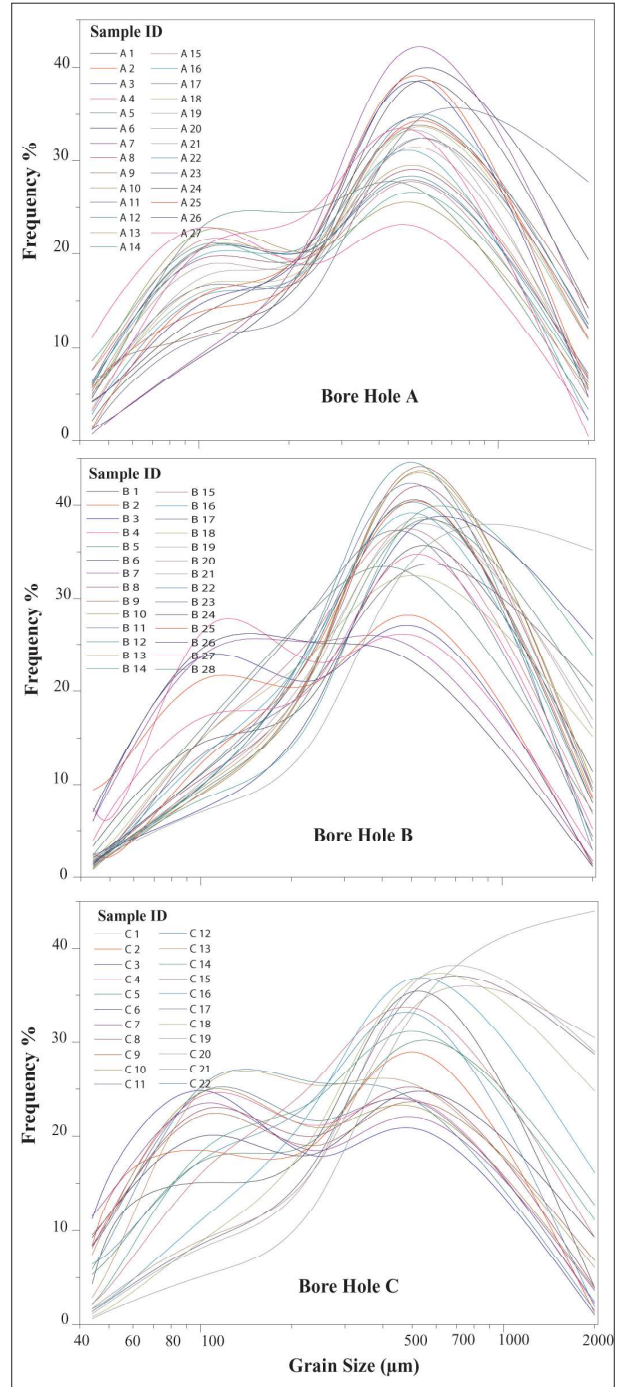 Sample ID
A 1 A 15
A 2 A 16
A 3 A 17
A 4 A 18
A 5 A 19
A 6 A 20
A 7 A 21
A 8 A 22
A 9 A 23
A 10 A 24
A 11 A 25
A 12 A 26
A 13 A 27
A 14
40
30
20
10
0
Frequency %
Bore Hole A
Sample ID
B 1 B 15
B 2 B 16
B 3 B 17
B 4 B 18
B 5 B 19
B 6 B 20
B 7 B 21
B 8 B 22
B 9 B 23
B 10 B 24
B 11 B 25
B 12 B 26
B 13 B 27
B 14 B 28
40
30
20
10
0
Frequency %
Bore Hole B
Sample ID
C 1 C 12
C 2 C 13
C 3 C 14
C 4 C 15
C 5 C 16
C 6 C 17
C 7 C 18
C 8 C 19
C 9 C 20
C 10 C 21
C 11 C 22
40
30
20
10
0
Frequency %
Bore Hole C
40 60 80 100 500 700 1000 2000
Grain Size (µm)